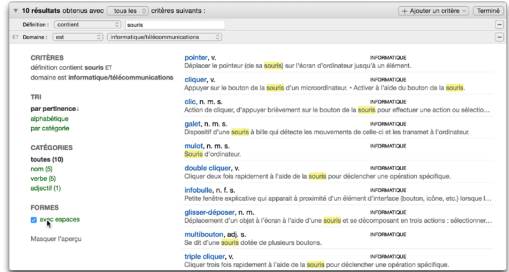 10 résultats obtenus avec tous les critères suivants :
+ Ajouter un critère
Terminé
Définition : contient souris
ET Domaine : est informatique/télécommunications
CRITÈRES
définition contient souris ET
domaine est informatique/télécommunications
TRI
par pertinence
alphabétique
par catégorie
CATÉGORIES
toutes (10)
nom (5)
verbe (5)
adjectif (1)
FORMES
avec espaces
Masquer l'aperçu
pointer, v. INFORMATIQUE
Déplacer le pointeur (de sa souris) sur l'écran d'ordinateur jusqu'à un élément.
cliquer, v. INFORMATIQUE
Appuyer sur le bouton de la souris d'un microordinateur. • Activer à l'aide du bouton de la souris.
clic, n. m. s. INFORMATIQUE
Action de cliquer, d'appuyer brièvement sur le bouton de la souris pour effectuer une action ou sélectio...
galet, n. m. s. INFORMATIQUE
Dispositif d'une souris à bille qui détecte les mouvements de celle-ci et les transmet à l'ordinateur.
mulot, n. m. s. INFORMATIQUE
Souris d'ordinateur.
double cliquer, v. INFORMATIQUE
Cliquer deux fois rapidement à l'aide de la souris pour déclencher une opération spécifique.
infobulle, n. f. s. INFORMATIQUE
Petite fenêtre explicative qui apparaît à proximité d'un élément d'interface (bouton, icône, etc.) lorsque l...
glisser-déposer, n. m. INFORMATIQUE
Déplacement d'un objet à l'écran à l'aide d'une souris et se décomposant en trois actions : sélectionner...
multibouton, adj. s. INFORMATIQUE
Se dit d'une souris dotée de plusieurs boutons.
triple cliquer, v. INFORMATIQUE
Cliquer trois fois rapidement à l'aide de la souris pour déclencher une opération spécifique.